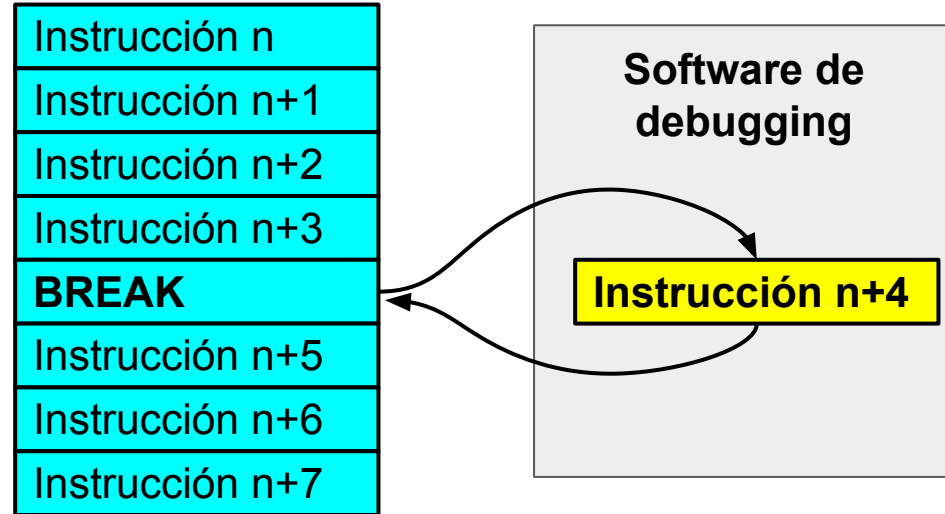 Instrucción n
Instrucción n+1
Instrucción n+2
Instrucción n+3
BREAK
Instrucción n+5
Instrucción n+6
Instrucción n+7
Software de
debugging
Instrucción n+4